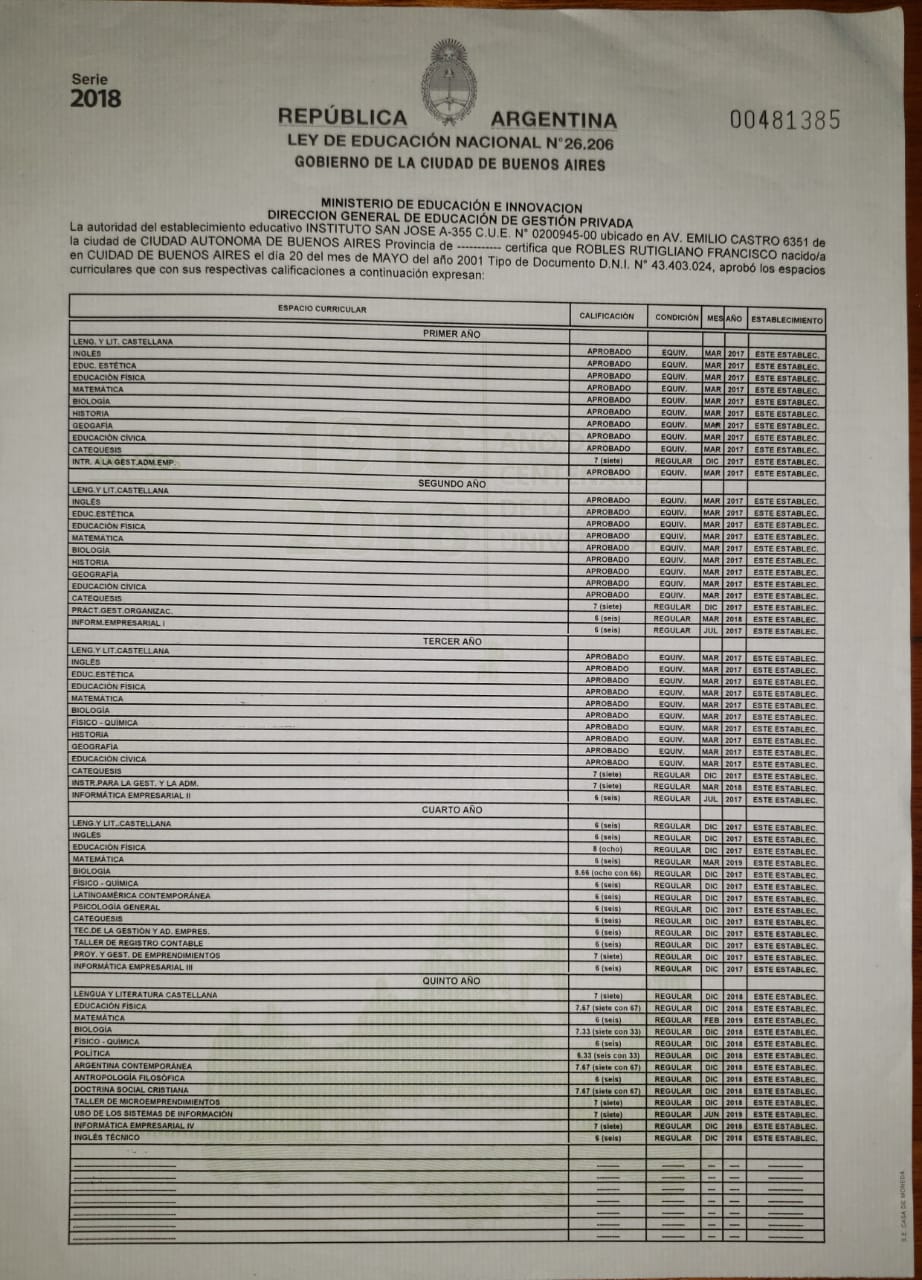 Serie
2018
00481385
REPÚBLICA ARGENTINA
LEY DE EDUCACIÓN NACIONAL N°26.206
GOBIERNO DE LA CIUDAD DE BUENOS AIRES
MINISTERIO DE EDUCACIÓN E INNOVACION
DIRECCION GENERAL DE EDUCACIÓN DE GESTIÓN PRIVADA
La autoridad del establecimiento educativo INSTITUTO SAN JOSE A-355 C.U.E. N° 0200945-00 ubicado en AV. EMILIO CASTRO 6351 de
la ciudad de CIUDAD AUTONOMA DE BUENOS AIRES Provincia de ---------- certifica que ROBLES RUTIGLIANO FRANCISCO nacido/a
en CUIDAD DE BUENOS AIRES el día 20 del mes de MAYO del año 2001 Tipo de Documento D.N.I. N° 43.403.024, aprobó los espacios
curriculares que con sus respectivas calificaciones a continuación expresan:
ESPACIO CURRICULAR CALIFICACIÓN CONDICIÓN MES AÑO ESTABLECIMIENTO
PRIMER AÑO
LENG. Y LIT. CASTELLANA APROBADO EQUIV. MAR 2017 ESTE ESTABLEC.
INGLÉS APROBADO EQUIV. MAR 2017 ESTE ESTABLEC.
EDUC. ESTÉTICA APROBADO EQUIV. MAR 2017 ESTE ESTABLEC.
EDUCACIÓN FÍSICA APROBADO EQUIV. MAR 2017 ESTE ESTABLEC.
MATEMÁTICA APROBADO EQUIV. MAR 2017 ESTE ESTABLEC.
BIOLOGÍA APROBADO EQUIV. MAR 2017 ESTE ESTABLEC.
HISTORIA APROBADO EQUIV. MAR 2017 ESTE ESTABLEC.
GEOGAFÍA APROBADO EQUIV. MAR 2017 ESTE ESTABLEC.
EDUCACIÓN CÍVICA APROBADO EQUIV. MAR 2017 ESTE ESTABLEC.
CATEQUESIS 7 (siete) REGULAR DIC 2017 ESTE ESTABLEC.
INTR. A LA GEST.ADM.EMP. APROBADO EQUIV. MAR 2017 ESTE ESTABLEC.
SEGUNDO AÑO
LENG.Y LIT.CASTELLANA APROBADO EQUIV. MAR 2017 ESTE ESTABLEC.
INGLÉS APROBADO EQUIV. MAR 2017 ESTE ESTABLEC.
EDUC.ESTÉTICA APROBADO EQUIV. MAR 2017 ESTE ESTABLEC.
EDUCACIÓN FÍSICA APROBADO EQUIV. MAR 2017 ESTE ESTABLEC.
MATEMÁTICA APROBADO EQUIV. MAR 2017 ESTE ESTABLEC.
BIOLOGÍA APROBADO EQUIV. MAR 2017 ESTE ESTABLEC.
HISTORIA APROBADO EQUIV. MAR 2017 ESTE ESTABLEC.
GEOGRAFÍA APROBADO EQUIV. MAR 2017 ESTE ESTABLEC.
EDUCACIÓN CÍVICA APROBADO EQUIV. MAR 2017 ESTE ESTABLEC.
CATEQUESIS 7 (siete) REGULAR DIC 2017 ESTE ESTABLEC.
PRACT.GEST.ORGANIZAC. 6 (seis) REGULAR MAR 2018 ESTE ESTABLEC.
INFORM.EMPRESARIAL I 6 (seis) REGULAR JUL 2017 ESTE ESTABLEC.
TERCER AÑO
LENG.Y LIT.CASTELLANA APROBADO EQUIV. MAR 2017 ESTE ESTABLEC.
INGLÉS APROBADO EQUIV. MAR 2017 ESTE ESTABLEC.
EDUC.ESTÉTICA APROBADO EQUIV. MAR 2017 ESTE ESTABLEC.
EDUCACIÓN FÍSICA APROBADO EQUIV. MAR 2017 ESTE ESTABLEC.
MATEMÁTICA APROBADO EQUIV. MAR 2017 ESTE ESTABLEC.
BIOLOGÍA APROBADO EQUIV. MAR 2017 ESTE ESTABLEC.
FÍSICO - QUÍMICA APROBADO EQUIV. MAR 2017 ESTE ESTABLEC.
HISTORIA APROBADO EQUIV. MAR 2017 ESTE ESTABLEC.
GEOGRAFÍA APROBADO EQUIV. MAR 2017 ESTE ESTABLEC.
EDUCACIÓN CÍVICA APROBADO EQUIV. MAR 2017 ESTE ESTABLEC.
CATEQUESIS 7 (siete) REGULAR DIC 2017 ESTE ESTABLEC.
INSTR.PARA LA GEST. Y LA ADM. 7 (siete) REGULAR MAR 2018 ESTE ESTABLEC.
INFORMÁTICA EMPRESARIAL II 6 (seis) REGULAR JUL 2017 ESTE ESTABLEC.
CUARTO AÑO
LENG.Y LIT..CASTELLANA 6 (seis) REGULAR DIC 2017 ESTE ESTABLEC.
INGLÉS 6 (seis) REGULAR DIC 2017 ESTE ESTABLEC.
EDUCACIÓN FÍSICA 8 (ocho) REGULAR DIC 2017 ESTE ESTABLEC.
MATEMÁTICA 6 (seis) REGULAR MAR 2019 ESTE ESTABLEC.
BIOLOGÍA 8.66 (ocho con 66) REGULAR DIC 2017 ESTE ESTABLEC.
FÍSICO - QUÍMICA 6 (seis) REGULAR DIC 2017 ESTE ESTABLEC.
LATINOAMÉRICA CONTEMPORÁNEA 6 (seis) REGULAR DIC 2017 ESTE ESTABLEC.
PSICOLOGÍA GENERAL 6 (seis) REGULAR DIC 2017 ESTE ESTABLEC.
CATEQUESIS 6 (seis) REGULAR DIC 2017 ESTE ESTABLEC.
TEC.DE LA GESTIÓN Y AD. EMPRES. 6 (seis) REGULAR DIC 2017 ESTE ESTABLEC.
TALLER DE REGISTRO CONTABLE 6 (seis) REGULAR DIC 2017 ESTE ESTABLEC.
PROY. Y GEST. DE EMPRENDIMIENTOS 7 (siete) REGULAR DIC 2017 ESTE ESTABLEC.
INFORMÁTICA EMPRESARIAL III 6 (seis) REGULAR DIC 2017 ESTE ESTABLEC.
QUINTO AÑO
LENGUA Y LITERATURA CASTELLANA 7 (siete) REGULAR DIC 2018 ESTE ESTABLEC.
EDUCACIÓN FÍSICA 7.67 (siete con 67) REGULAR DIC 2018 ESTE ESTABLEC.
MATEMÁTICA 6 (seis) REGULAR FEB 2019 ESTE ESTABLEC.
BIOLOGÍA 7.33 (siete con 33) REGULAR DIC 2018 ESTE ESTABLEC.
FÍSICO - QUÍMICA 6 (seis) REGULAR DIC 2018 ESTE ESTABLEC.
POLÍTICA 6.33 (seis con 33) REGULAR DIC 2018 ESTE ESTABLEC.
ARGENTINA CONTEMPORÁNEA 7.67 (siete con 67) REGULAR DIC 2018 ESTE ESTABLEC.
ANTROPOLOGÍA FILOSÓFICA 6 (seis) REGULAR DIC 2018 ESTE ESTABLEC.
DOCTRINA SOCIAL CRISTIANA 7.67 (siete con 67) REGULAR DIC 2018 ESTE ESTABLEC.
TALLER DE MICROEMPRENDIMIENTOS 7 (siete) REGULAR DIC 2018 ESTE ESTABLEC.
USO DE LOS SISTEMAS DE INFORMACIÓN 7 (siete) REGULAR JUN 2019 ESTE ESTABLEC.
INFORMÁTICA EMPRESARIAL IV 7 (siete) REGULAR DIC 2018 ESTE ESTABLEC.
INGLÉS TÉCNICO 6 (seis) REGULAR DIC 2018 ESTE ESTABLEC.
S.E. CASA DE MONEDA